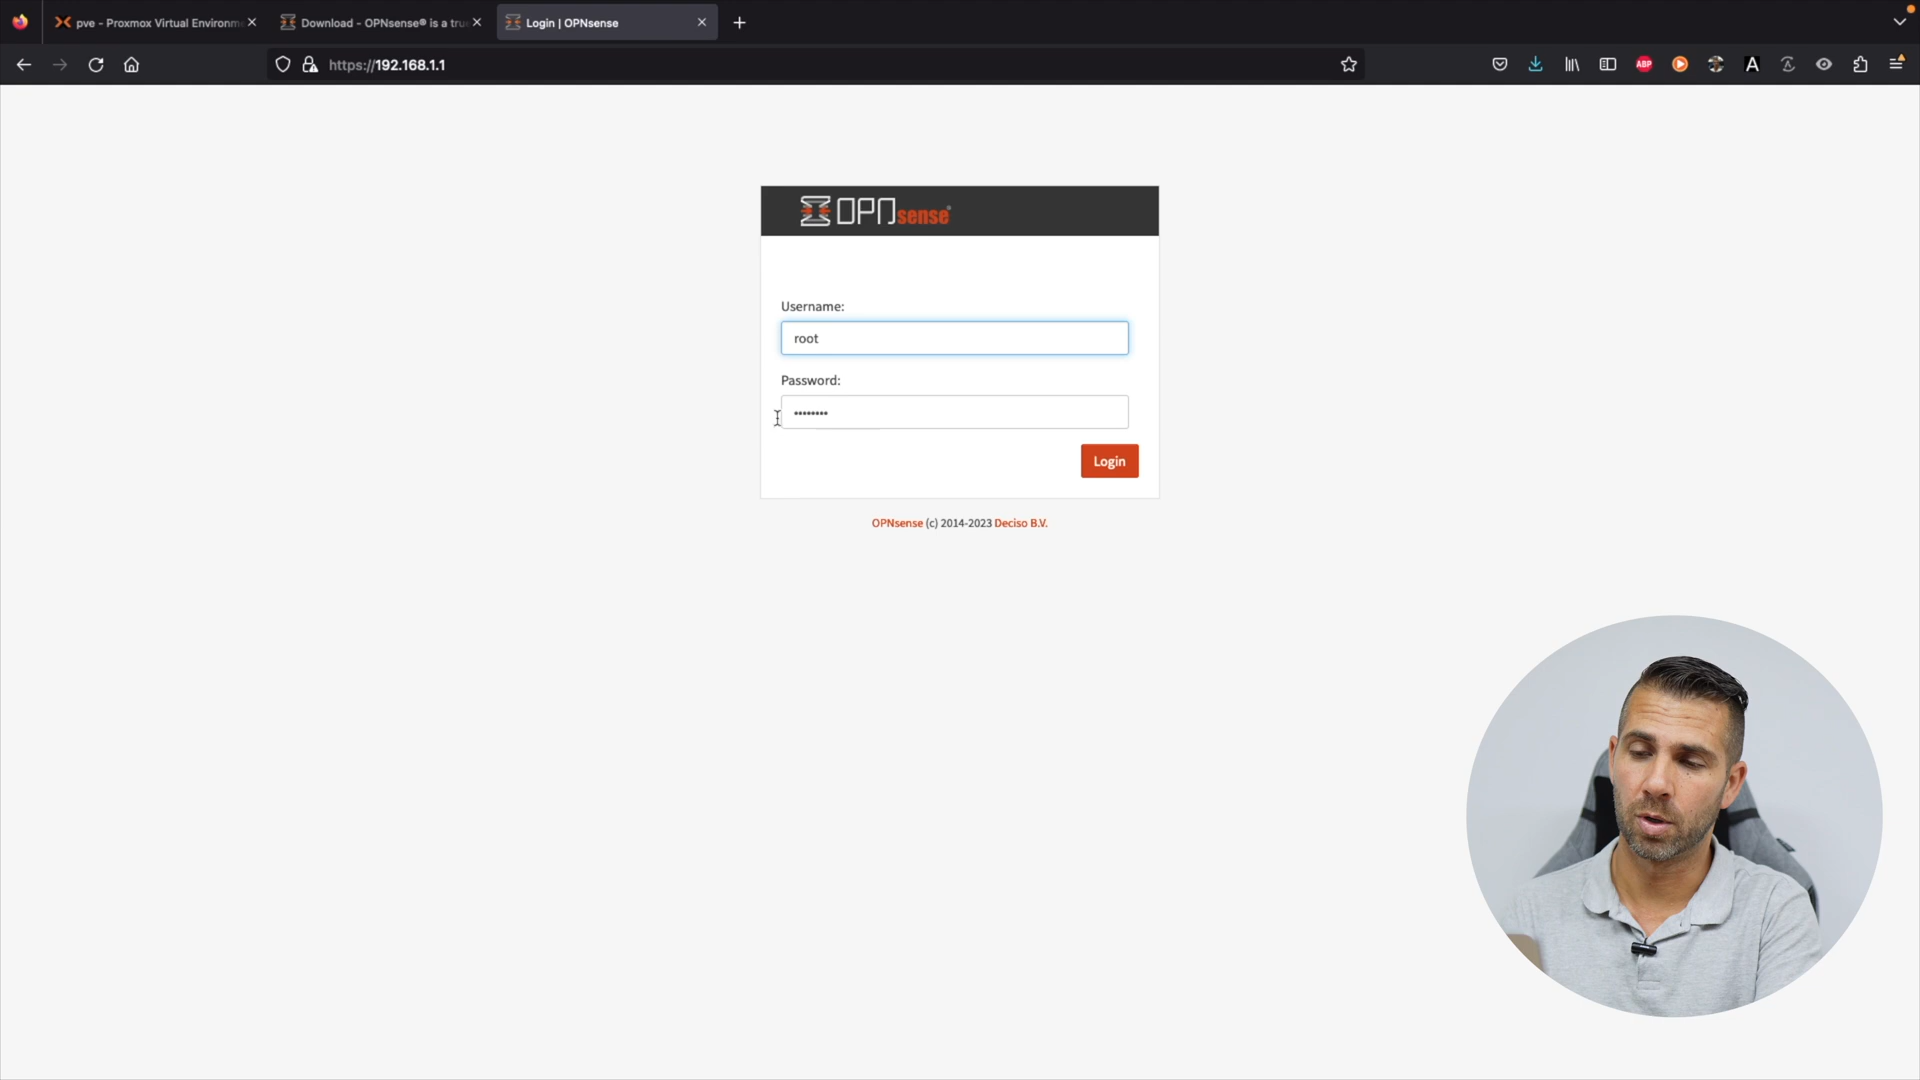 pve - Proxmox Virtual Environm
Download - OPNsense® is a tru
Login | OPNsense
https://192.168.1.1
ABP
A
OPNsense®
Username:
root
Password:
••••••••
Login
OPNsense (c) 2014-2023 Deciso B.V.